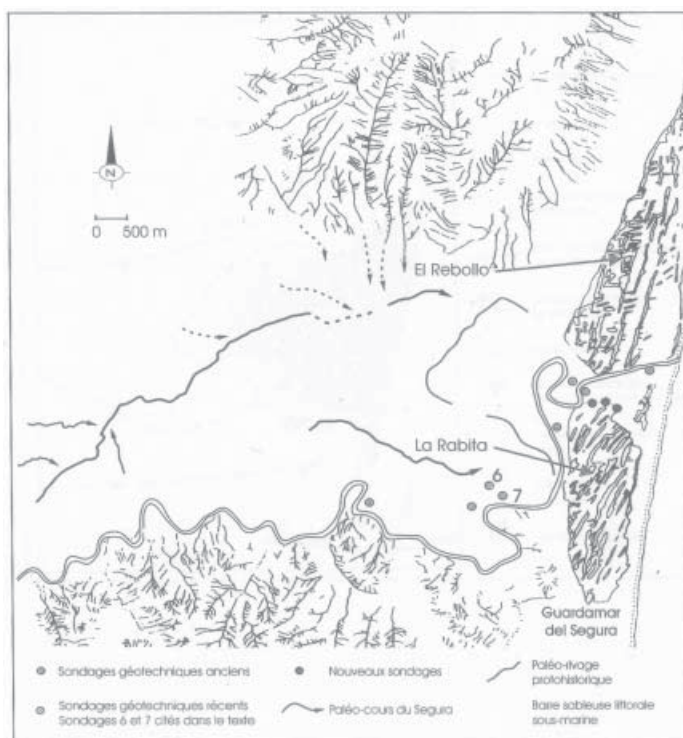 N
0 500 m
El Rebollo
La Rabita
6
7
Guardamar
del Segura
Sondages géotechniques anciens
Nouveaux sondages
Paléo-rivage
protohistorique
Sondages géotechniques récents
Sondages 6 et 7 cités dans le texte
Paléo-cours du Segura
Barre sableuse littorale
sous-marine